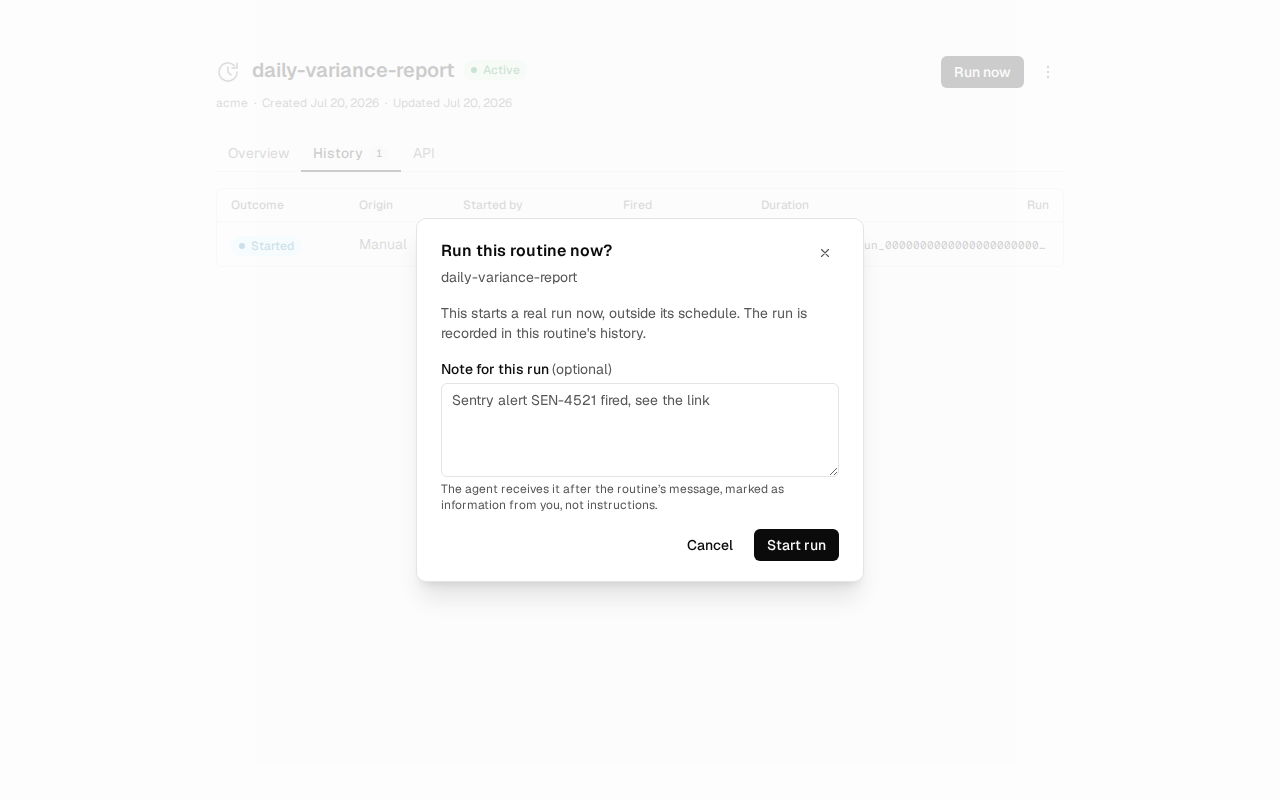 daily-variance-report
Active
Run now
acme · Created Jul 20, 2026 · Updated Jul 20, 2026
Overview
History 1
API
Outcome Origin Started by Fired Duration Run
Started Manual
Run this routine now?
daily-variance-report
This starts a real run now, outside its schedule. The run is
recorded in this routine's history.
Note for this run (optional)
Sentry alert SEN-4521 fired, see the link
The agent receives it after the routine's message, marked as
information from you, not instructions.
Cancel
Start run